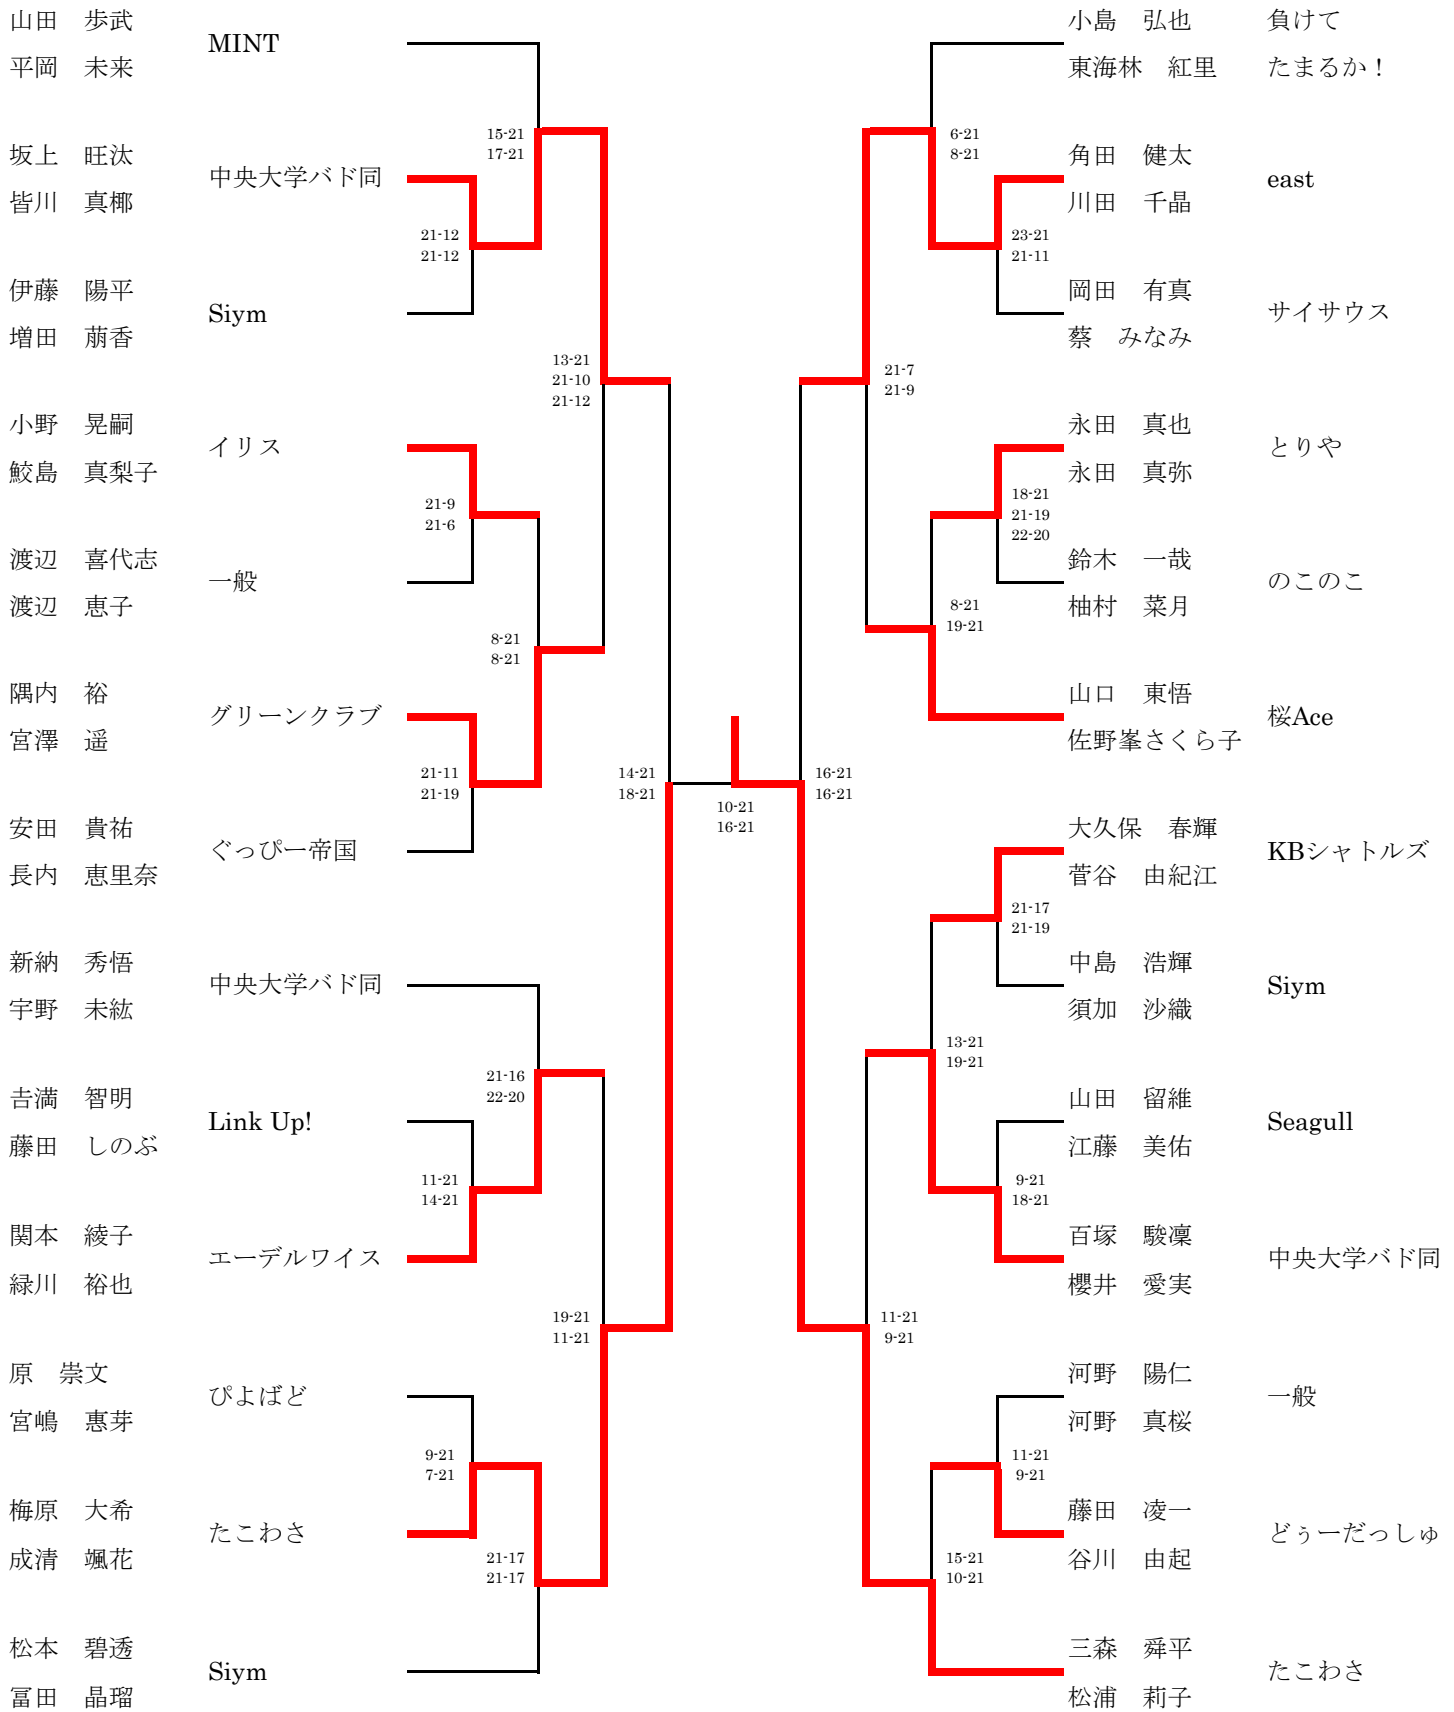 山田　歩武
MINT
平岡　未来
15-21
17-21
坂上　旺汰
中央大学バド同
皆川　真椰
21-12
21-12
伊藤　陽平
Siym
増田　萠香
13-21
21-10
21-12
小野　晃嗣
イリス
鮫島　真梨子
21-9
21-6
渡辺　喜代志
一般
渡辺　恵子
8-21
8-21
隅内　裕
グリーンクラブ
宮澤　遥
21-11
21-19
安田　貴祐
ぐっぴー帝国
長内　恵里奈
14-21
18-21
新納　秀悟
中央大学バド同
宇野　未紘
21-16
22-20
吉満　智明
Link Up!
藤田　しのぶ
11-21
14-21
関本　綾子
エーデルワイス
緑川　裕也
19-21
11-21
原　崇文
ぴよばど
宮嶋　惠芽
9-21
7-21
梅原　大希
たこわさ
成清　颯花
21-17
21-17
松本　碧透
Siym
冨田　晶瑠
10-21
16-21
小島　弘也　負けて
東海林　紅里　たまるか！
6-21
8-21
角田　健太
east
川田　千晶
23-21
21-11
岡田　有真
サイサウス
蔡　みなみ
21-7
21-9
永田　真也
とりや
永田　真弥
18-21
21-19
22-20
鈴木　一哉
のこのこ
柚村　菜月
8-21
19-21
山口　東悟
桜Ace
佐野峯さくら子
16-21
16-21
大久保　春輝
KBシャトルズ
菅谷　由紀江
21-17
21-19
中島　浩輝
Siym
須加　沙織
13-21
19-21
山田　留維
Seagull
江藤　美佑
9-21
18-21
百塚　駿凜
中央大学バド同
櫻井　愛実
11-21
9-21
河野　陽仁
一般
河野　真桜
11-21
9-21
藤田　凌一
どぅーだっしゅ
谷川　由起
15-21
10-21
三森　舜平
たこわさ
松浦　莉子